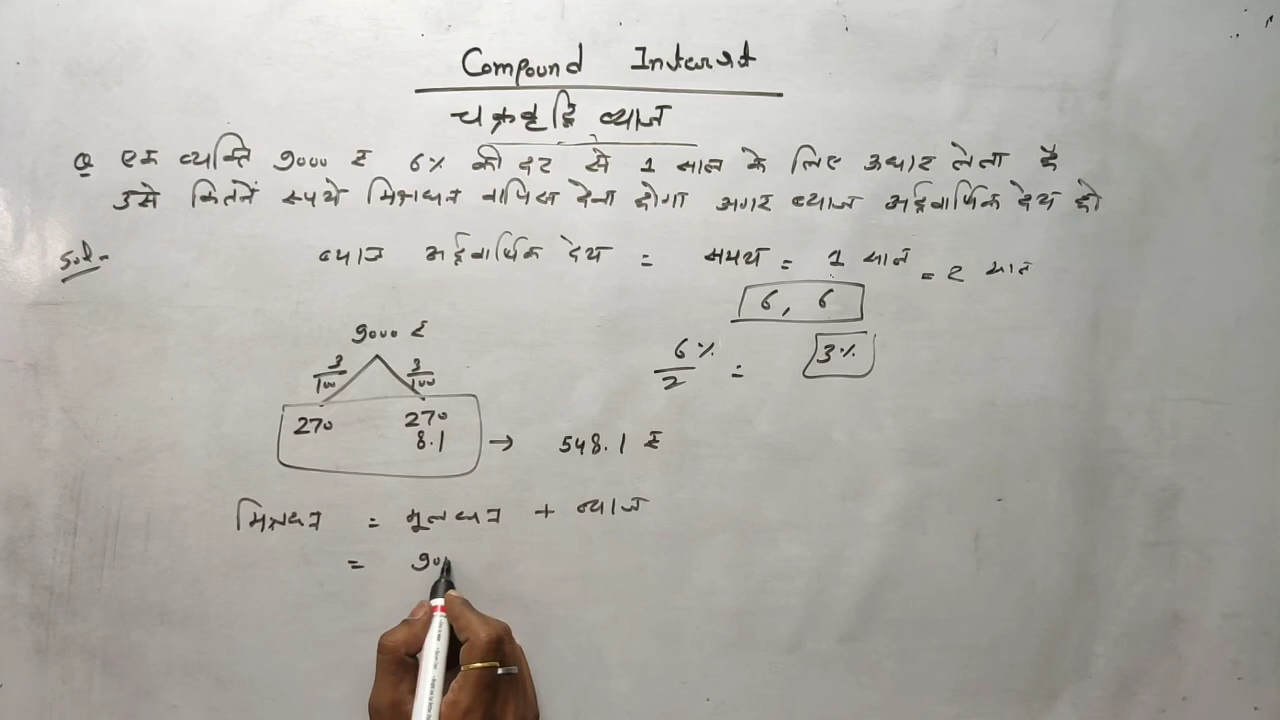 Compound Interest
चक्रवृद्धि ब्याज
Q एक व्यक्ति 9000 ₹ 6% की दर से 1 साल के लिए उधार लेता है
उसे कितने रुपये मिश्रधन वापिस देना होगा अगर ब्याज अर्द्धवार्षिक देय हो
Sol-
ब्याज अर्द्धवार्षिक देय = समय = 1 साल = 2 साल
6, 6
9000 ₹
6%/2 = 3%
3/100 3/100
270 270
8.1 → 548.1 ₹
मिश्रधन = मूलधन + ब्याज
= 900